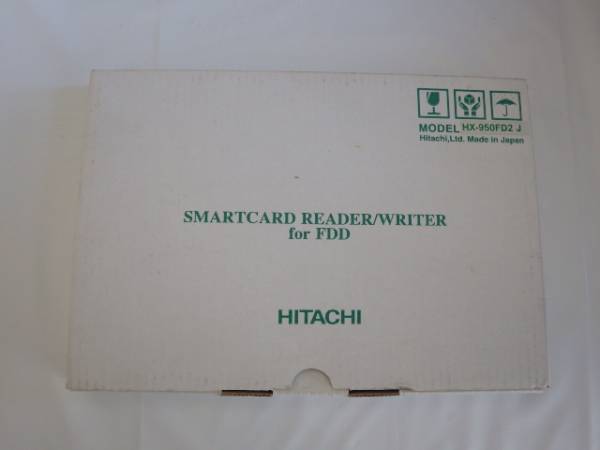 MODEL HX-950FD2 J
Hitachi,Ltd. Made in Japan
SMARTCARD READER/WRITER
for FDD
HITACHI